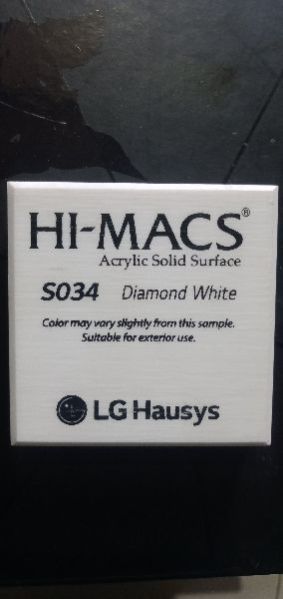 HI-MACS®
Acrylic Solid Surface
S034 Diamond White
Color may vary slightly from this sample.
Suitable for exterior use.
LG Hausys